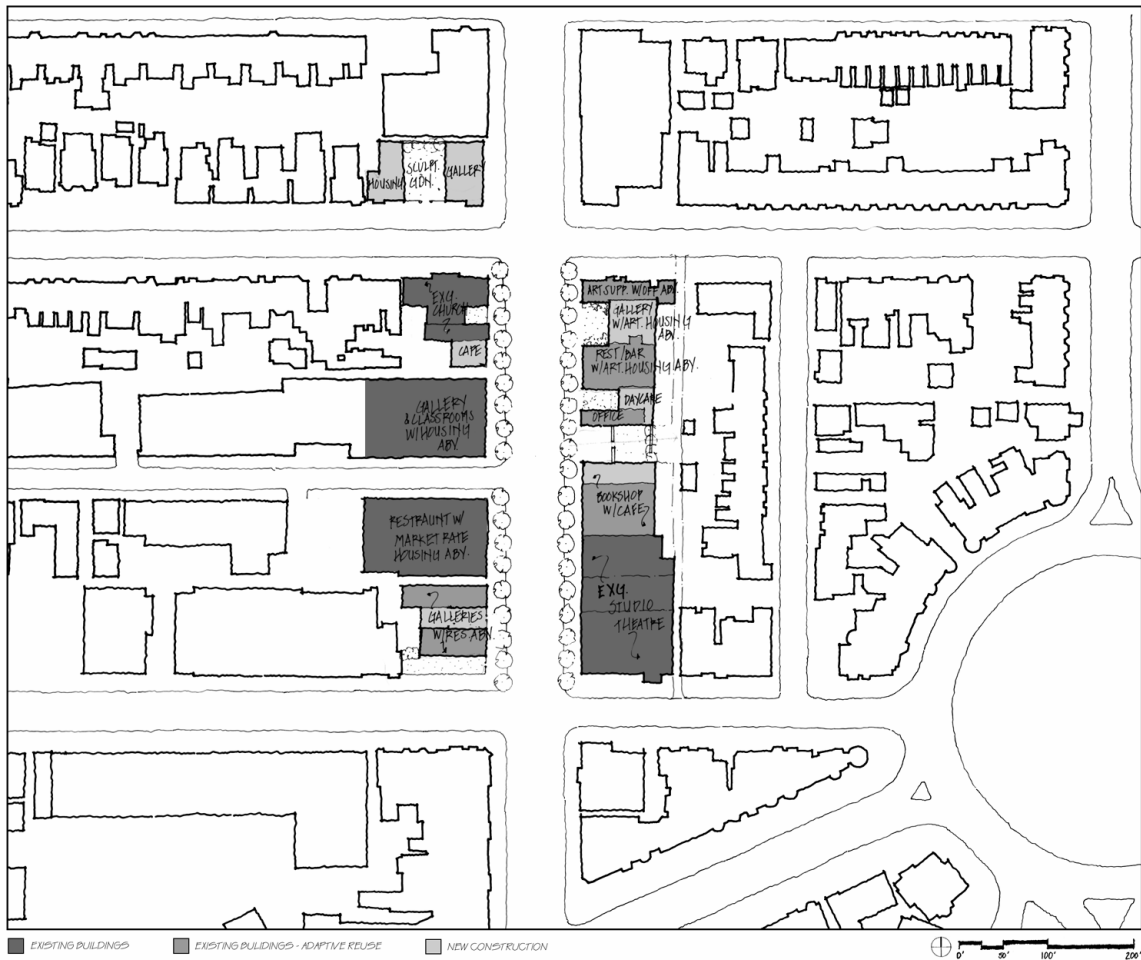 HOUSING
SCULPT.
GDN.
GALLERY
EXG.
CHURCH
CAFE
GALLERY
& CLASSROOMS
W/HOUSING
ABV.
RESTRAUNT W/
MARKET RATE
HOUSING ABV.
GALLERIES
W/RES. ABV.
ART SUPP. W/OFF. ABV.
GALLERY
W/ART. HOUSING
ABV.
REST/BAR
W/ART. HOUSING ABV.
DAYCARE
OFFICE
BOOKSHOP
W/CAFE
EXG.
STUDIO
THEATRE
EXISTING BUILDINGS
EXISTING BULIDINGS - ADAPTIVE REUSE
NEW CONSTRUCTION
0' 50' 100' 200'